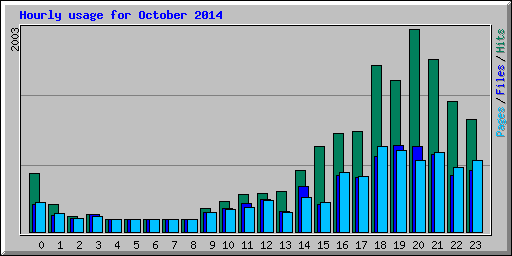 Hourly usage for October 2014
2003
Pages / Files / Hits
0 1 2 3 4 5 6 7 8 9 10 11 12 13 14 15 16 17 18 19 20 21 22 23